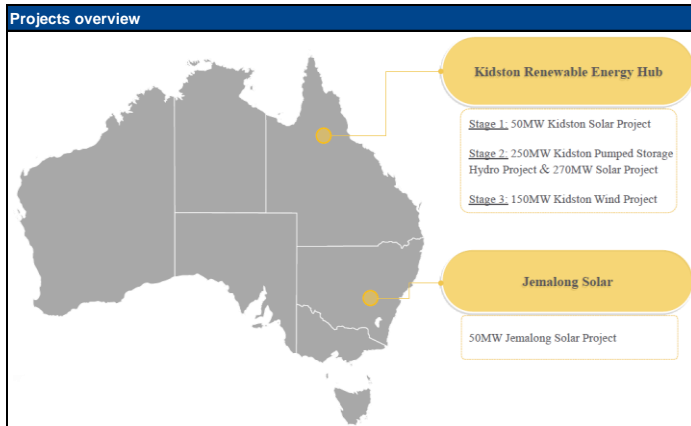 Projects overview
Kidston Renewable Energy Hub
Stage 1: 50MW Kidston Solar Project
Stage 2: 250MW Kidston Pumped Storage
Hydro Project & 270MW Solar Project
Stage 3: 150MW Kidston Wind Project
Jemalong Solar
50MW Jemalong Solar Project